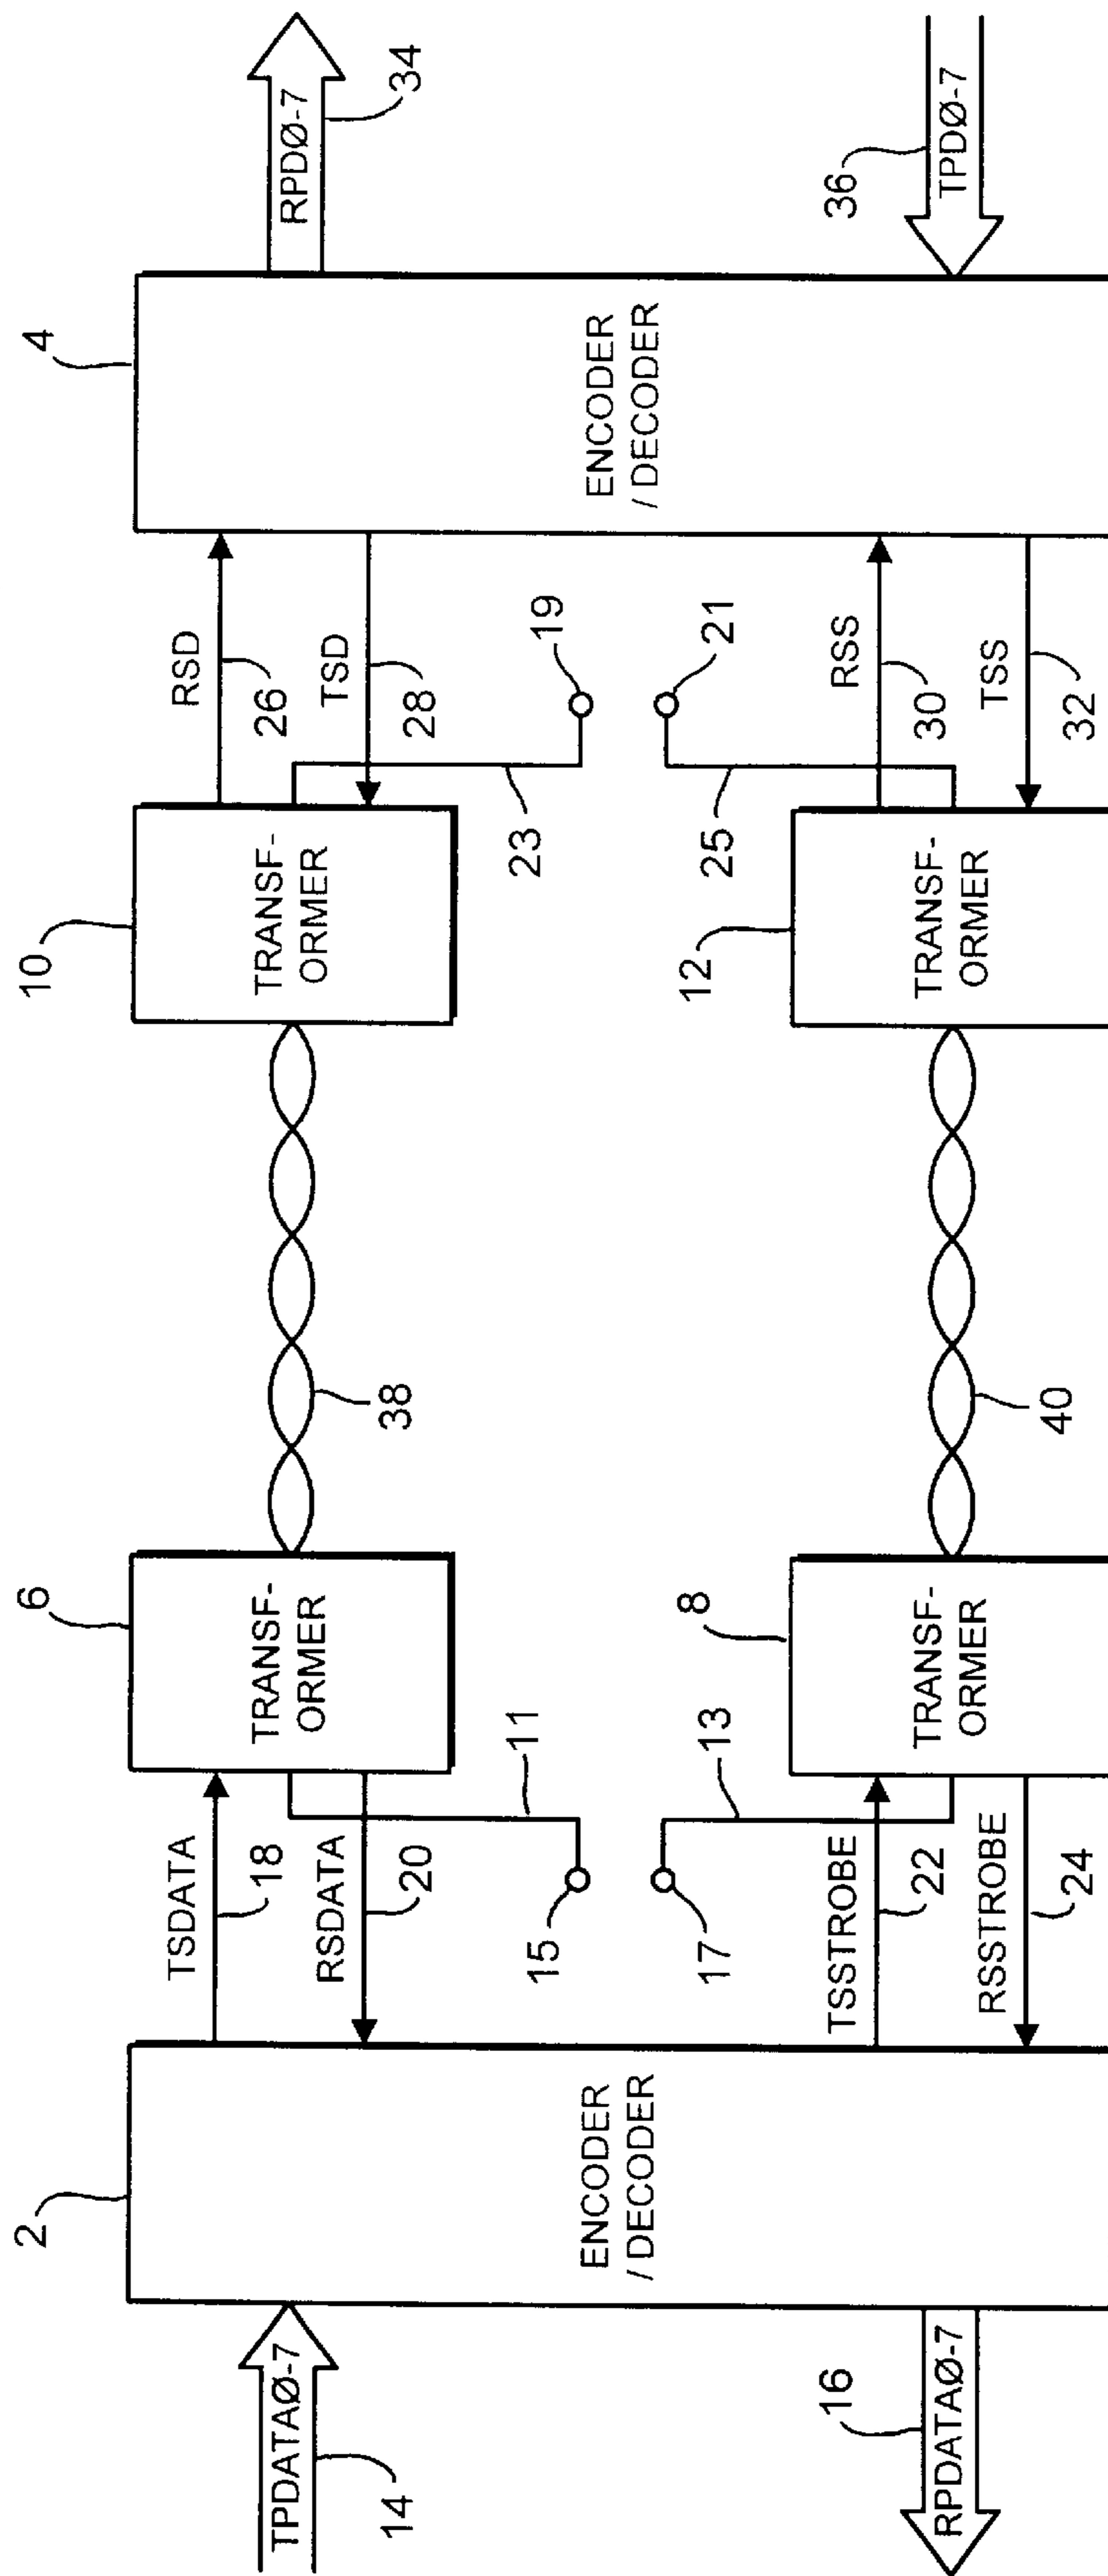 TPDATAØ-7
14
2
ENCODER
/ DECODER
RPDATAØ-7
16
TSDATA
18
RSDATA
20
15
11
17
13
TSSTROBE
22
RSSTROBE
24
6
TRANSF-
ORMER
8
TRANSF-
ORMER
38
40
10
TRANSF-
ORMER
12
TRANSF-
ORMER
RSD
26
TSD
28
23
19
25
21
RSS
30
TSS
32
4
ENCODER
/ DECODER
RPDØ-7
34
36
TPDØ-7